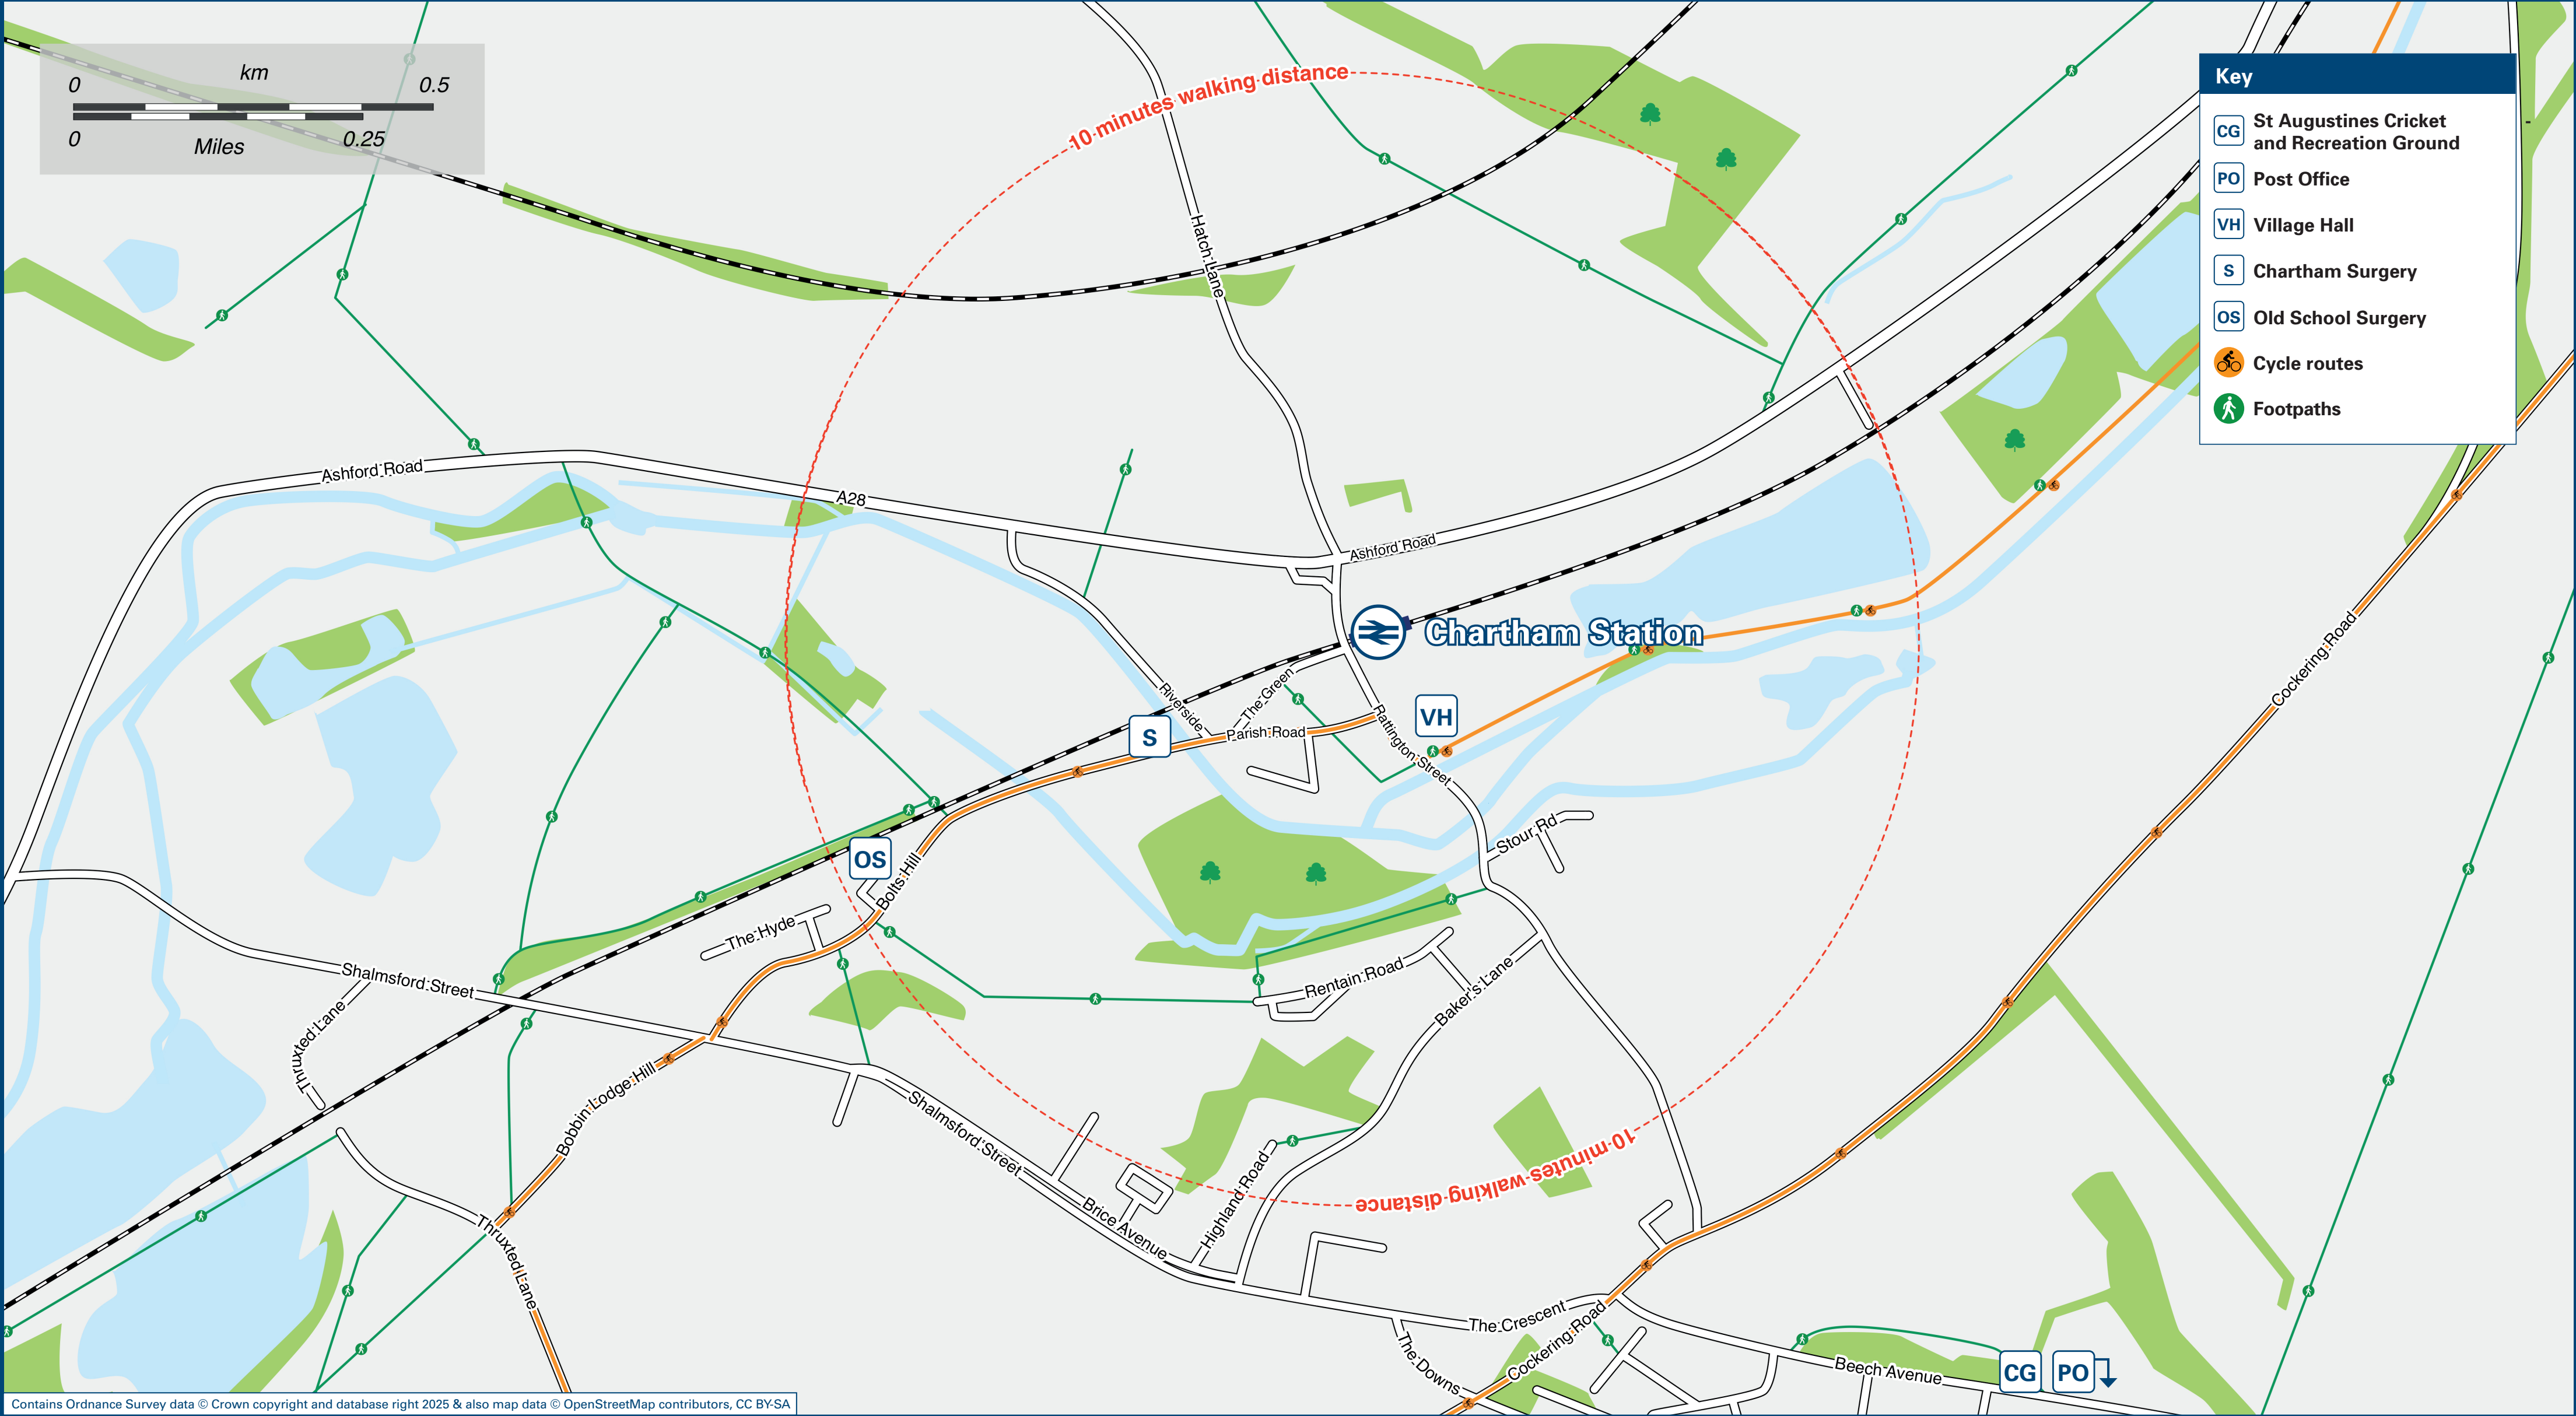 km
0
0.5
0
Miles
0.25
10 minutes walking distance
Key
CG
St Augustines Cricket
and Recreation Ground
PO
Post Office
VH
Village Hall
S
Chartham Surgery
OS
Old School Surgery
Cycle routes
Footpaths
Hatch Lane
Ashford Road
A28
Ashford Road
Chartham Station
Riverside
The Green
Parish Road
Rattington Street
VH
S
Cockering Road
Stour Rd
OS
Bolts Hill
The Hyde
Shalmsford Street
Thruxted Lane
Rentain Road
Baker's Lane
Bobbin Lodge Hill
Shalmsford Street
10 minutes walking distance
Highland Road
Brice Avenue
Thruxted Lane
The Crescent
Cockering Road
The Downs
Beech Avenue
CG
PO
Contains Ordnance Survey data © Crown copyright and database right 2025 & also map data © OpenStreetMap contributors, CC BY-SA